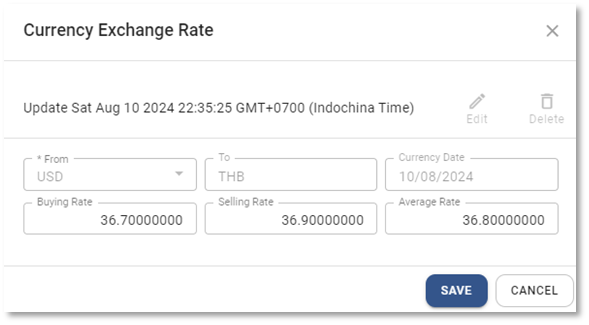 Currency Exchange Rate
Update Sat Aug 10 2024 22:35:25 GMT+0700 (Indochina Time)
Edit
Delete
* From
USD
To
THB
Currency Date
10/08/2024
Buying Rate
36.70000000
Selling Rate
36.90000000
Average Rate
36.80000000
SAVE
CANCEL